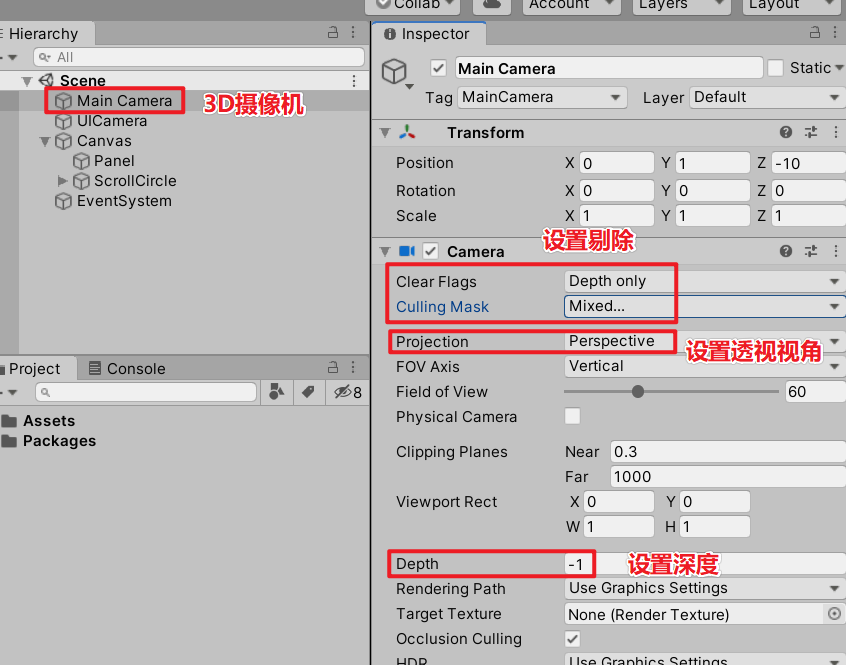 Collab
Account
Layers
Layout
Hierarchy
All
Scene
Main Camera
3D摄像机
UICamera
Canvas
Panel
ScrollCircle
EventSystem
Project
Console
8
Assets
Packages
Inspector
Main Camera
Static
Tag MainCamera
Layer Default
Transform
Position X 0 Y 1 Z -10
Rotation X 0 Y 0 Z 0
Scale X 1 Y 1 Z 1
设置剔除
Camera
Clear Flags Depth only
Culling Mask Mixed...
Projection Perspective
设置透视视角
FOV Axis Vertical
Field of View 60
Physical Camera
Clipping Planes Near 0.3
Far 1000
Viewport Rect X 0 Y 0
W 1 H 1
Depth -1
设置深度
Rendering Path Use Graphics Settings
Target Texture None (Render Texture)
Occlusion Culling
HDR Use Graphics Settings